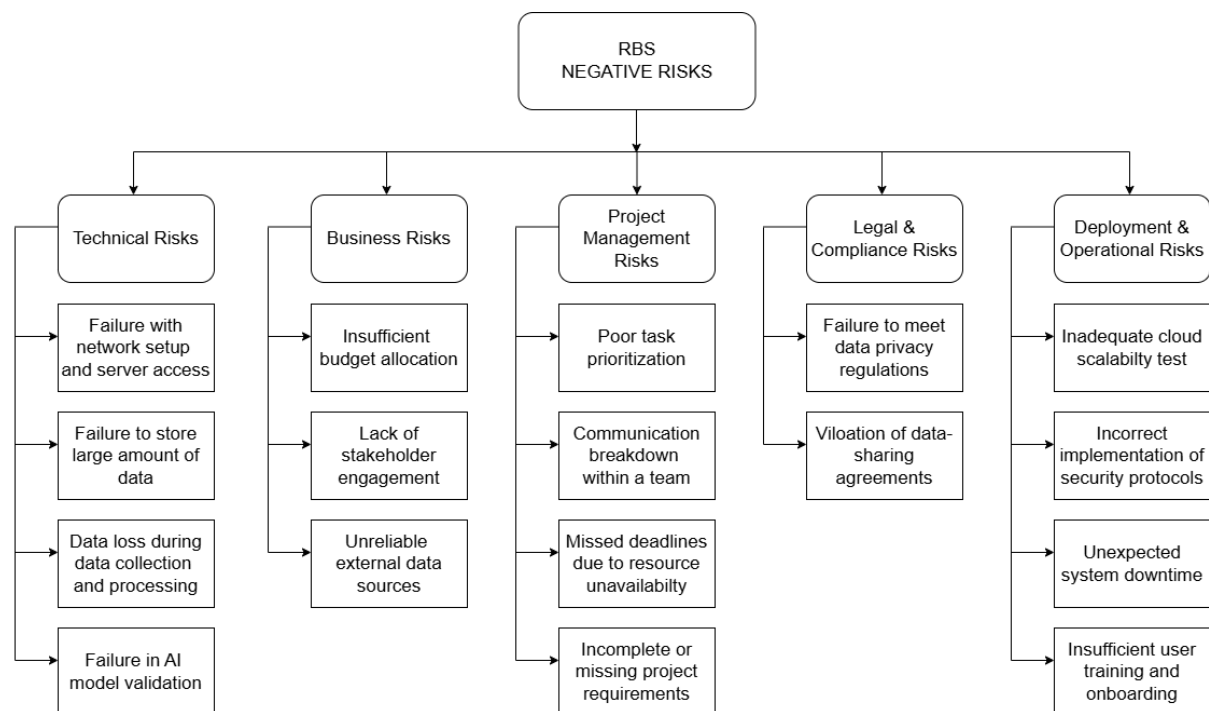 RBS
NEGATIVE RISKS
Technical Risks
Business Risks
Project
Management
Risks
Legal &
Compliance Risks
Deployment &
Operational Risks
Failure with
network setup
and server access
Insufficient
budget allocation
Poor task
prioritization
Failure to meet
data privacy
regulations
Inadequate cloud
scalabilty test
Failure to store
large amount of
data
Lack of
stakeholder
engagement
Communication
breakdown
within a team
Viloation of data-
sharing
agreements
Incorrect
implementation of
security protocols
Data loss during
data collection
and processing
Unreliable
external data
sources
Missed deadlines
due to resource
unavailabilty
Unexpected
system downtime
Failure in AI
model validation
Incomplete or
missing project
requirements
Insufficient user
training and
onboarding